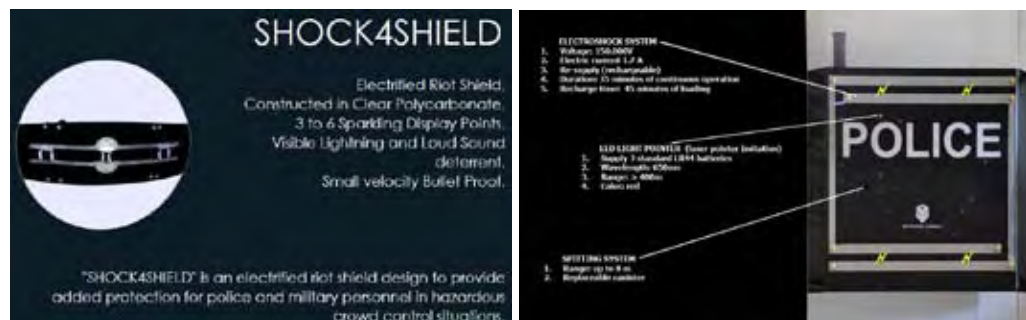 SHOCK4SHIELD
Electrified Riot Shield.
Constructed in Clear Polycarbonate.
3 to 6 Sparkling Display Points.
Visible Lightning and Loud Sound
deterrent.
Small velocity Bullet Proof.
"SHOCK4SHIELD" is an electrified riot shield design to provide
added protection for police and military personnel in hazardous
crowd control situations.
ELECTROSHOCK SYSTEM
1. Voltage: 150.000V
2. Electric current 1.7 A
3. Re-supply (rechargeable)
4. Duration: 35 minutes of continuous operation
5. Recharge time: 45 minutes of loading
LED LIGHT POINTER (laser pointer imitation)
1. Supply 3 standard LR44 batteries
2. Wavelength: 650nm
3. Range: > 400m
4. Color: red
SPITTING SYSTEM
1. Range: up to 8 m
2. Replaceable canister
POLICE